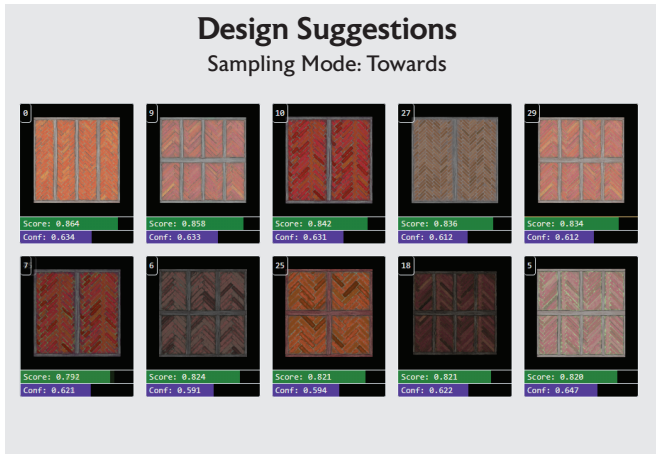 Design Suggestions
Sampling Mode: Towards
0
9
10
27
29
Score: 0.864
Score: 0.858
Score: 0.842
Score: 0.836
Score: 0.834
Conf: 0.634
Conf: 0.633
Conf: 0.631
Conf: 0.612
Conf: 0.612
7
6
25
18
5
Score: 0.792
Score: 0.824
Score: 0.821
Score: 0.821
Score: 0.820
Conf: 0.621
Conf: 0.591
Conf: 0.594
Conf: 0.622
Conf: 0.647